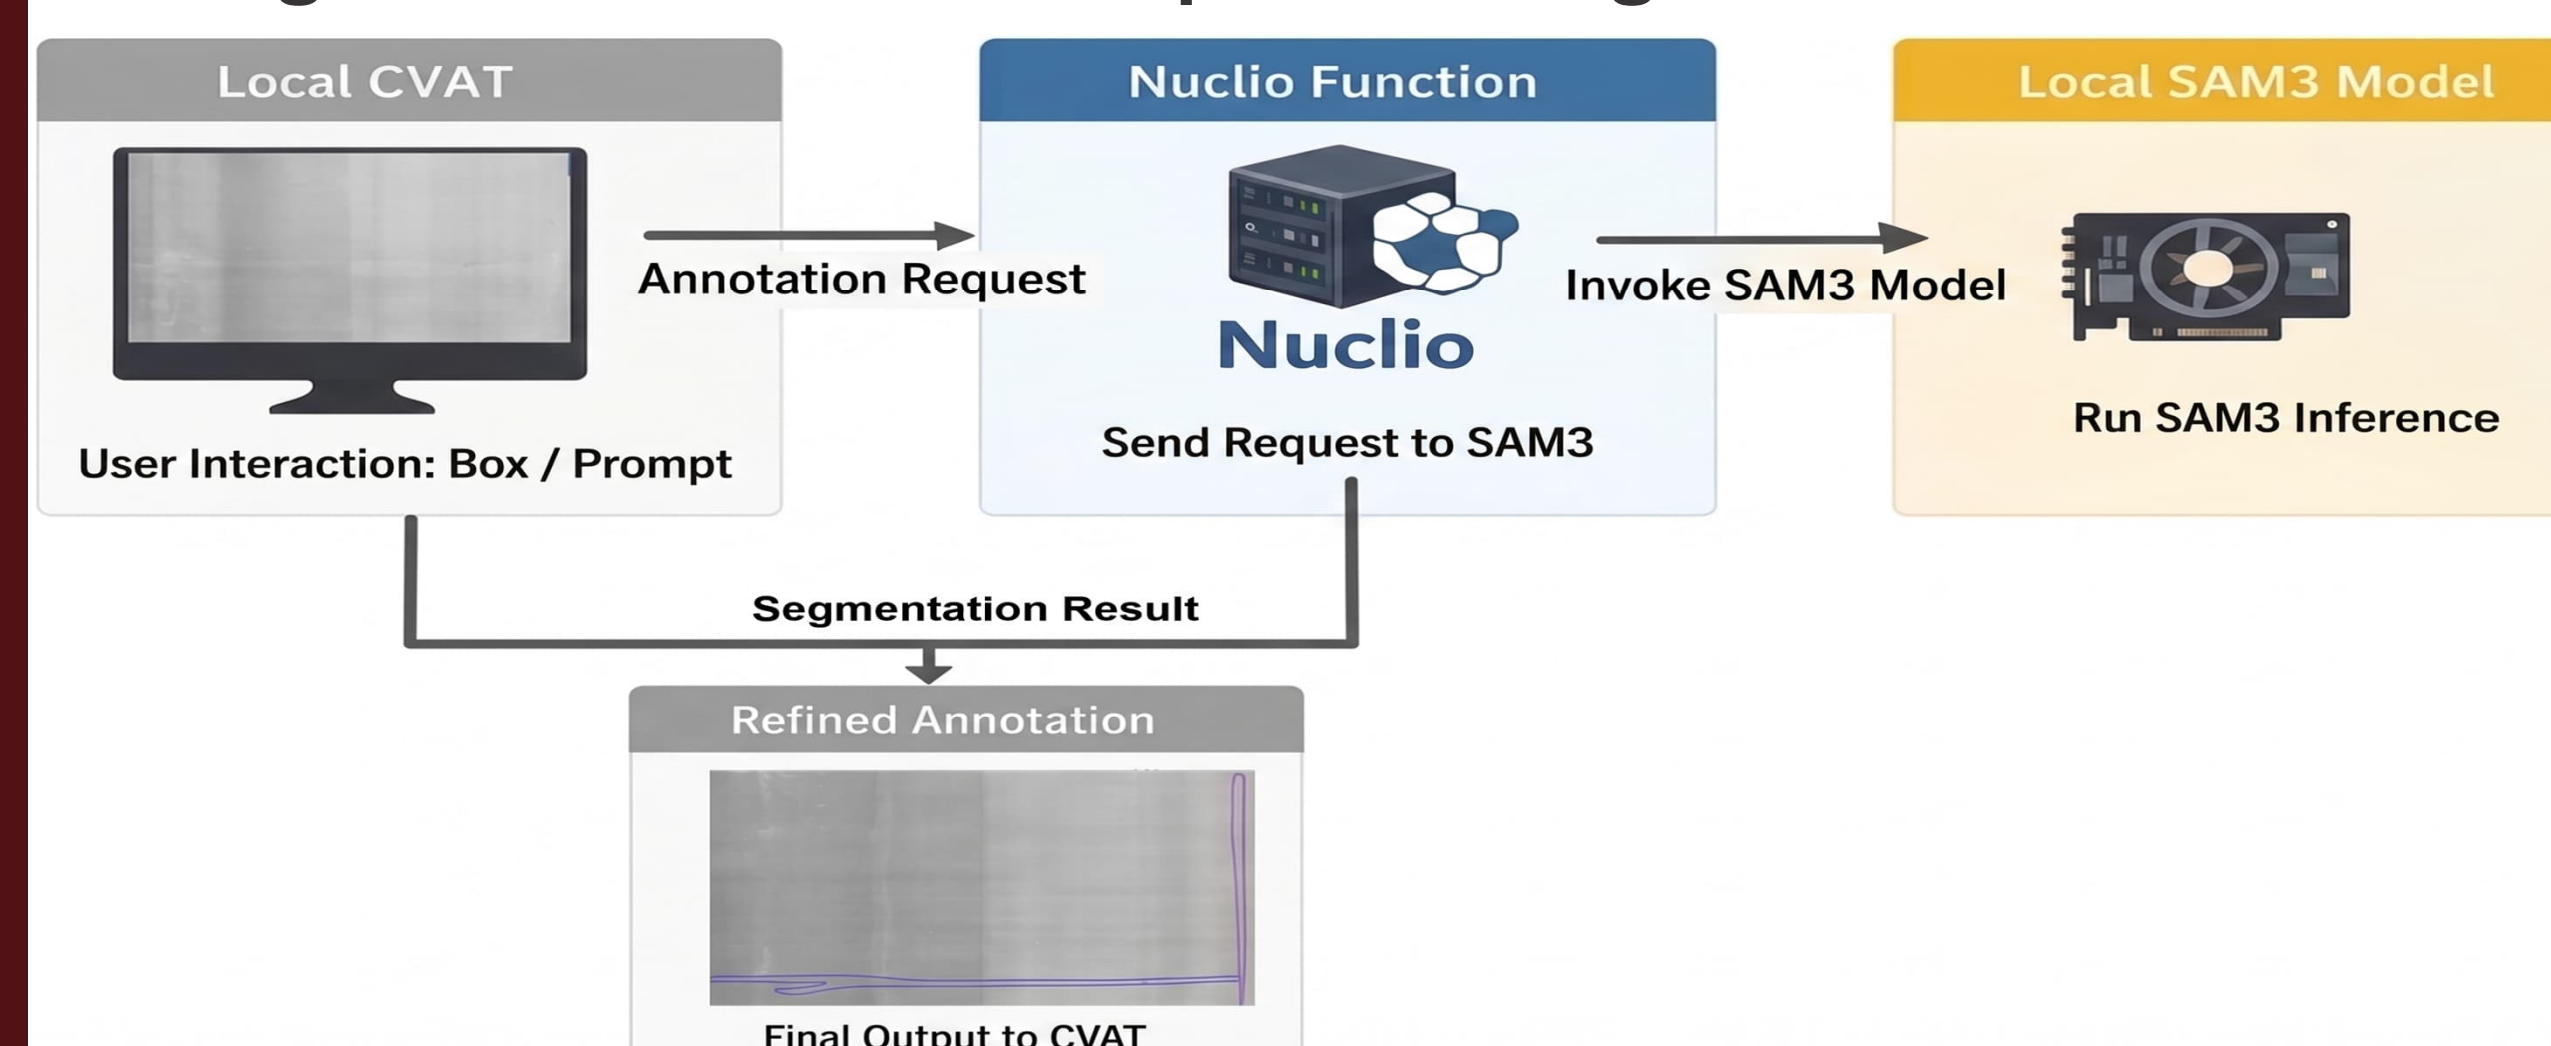 Local CVAT
Nuclio Function
Local SAM3 Model
Annotation Request
Invoke SAM3 Model
Nuclio
Run SAM3 Inference
Send Request to SAM3
User Interaction: Box / Prompt
Segmentation Result
Refined Annotation
Final Output to CVAT